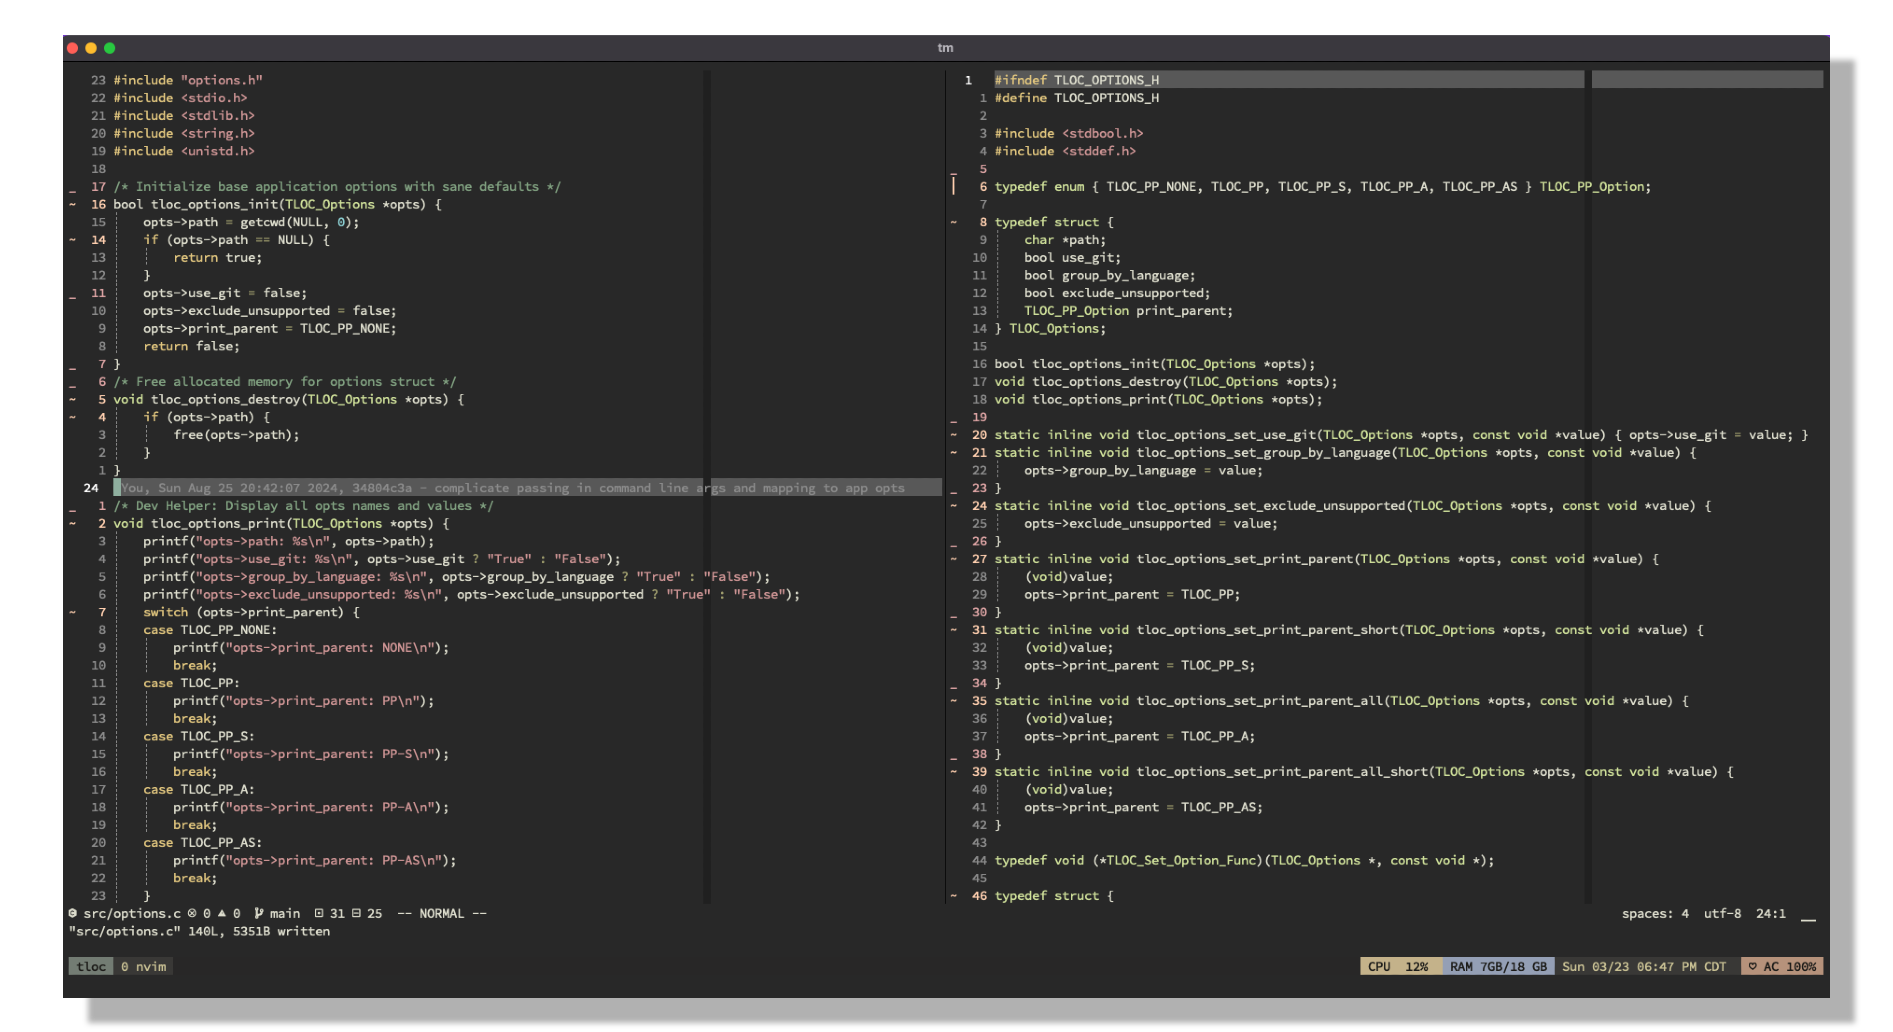 tm
23 #include "options.h"
22 #include <stdio.h>
21 #include <stdlib.h>
20 #include <string.h>
19 #include <unistd.h>
18
_ 17 /* Initialize base application options with sane defaults */
~ 16 bool tloc_options_init(TLOC_Options *opts) {
15 opts->path = getcwd(NULL, 0);
~ 14 if (opts->path == NULL) {
13 return true;
12 }
_ 11 opts->use_git = false;
10 opts->exclude_unsupported = false;
9 opts->print_parent = TLOC_PP_NONE;
8 return false;
_ 7 }
_ 6 /* Free allocated memory for options struct */
~ 5 void tloc_options_destroy(TLOC_Options *opts) {
~ 4 if (opts->path) {
3 free(opts->path);
2 }
1 }
24 You, Sun Aug 25 20:42:07 2024, 34804c3a - complicate passing in command line args and mapping to app opts
_ 1 /* Dev Helper: Display all opts names and values */
~ 2 void tloc_options_print(TLOC_Options *opts) {
3 printf("opts->path: %s\n", opts->path);
4 printf("opts->use_git: %s\n", opts->use_git ? "True" : "False");
5 printf("opts->group_by_language: %s\n", opts->group_by_language ? "True" : "False");
6 printf("opts->exclude_unsupported: %s\n", opts->exclude_unsupported ? "True" : "False");
~ 7 switch (opts->print_parent) {
8 case TLOC_PP_NONE:
9 printf("opts->print_parent: NONE\n");
10 break;
11 case TLOC_PP:
12 printf("opts->print_parent: PP\n");
13 break;
14 case TLOC_PP_S:
15 printf("opts->print_parent: PP-S\n");
16 break;
17 case TLOC_PP_A:
18 printf("opts->print_parent: PP-A\n");
19 break;
20 case TLOC_PP_AS:
21 printf("opts->print_parent: PP-AS\n");
22 break;
23 }
1 #ifndef TLOC_OPTIONS_H
1 #define TLOC_OPTIONS_H
2
3 #include <stdbool.h>
4 #include <stddef.h>
_ 5
6 typedef enum { TLOC_PP_NONE, TLOC_PP, TLOC_PP_S, TLOC_PP_A, TLOC_PP_AS } TLOC_PP_Option;
7
~ 8 typedef struct {
9 char *path;
10 bool use_git;
11 bool group_by_language;
12 bool exclude_unsupported;
13 TLOC_PP_Option print_parent;
14 } TLOC_Options;
15
16 bool tloc_options_init(TLOC_Options *opts);
17 void tloc_options_destroy(TLOC_Options *opts);
18 void tloc_options_print(TLOC_Options *opts);
_ 19
~ 20 static inline void tloc_options_set_use_git(TLOC_Options *opts, const void *value) { opts->use_git = value; }
~ 21 static inline void tloc_options_set_group_by_language(TLOC_Options *opts, const void *value) {
22 opts->group_by_language = value;
_ 23 }
~ 24 static inline void tloc_options_set_exclude_unsupported(TLOC_Options *opts, const void *value) {
25 opts->exclude_unsupported = value;
_ 26 }
~ 27 static inline void tloc_options_set_print_parent(TLOC_Options *opts, const void *value) {
28 (void)value;
29 opts->print_parent = TLOC_PP;
_ 30 }
~ 31 static inline void tloc_options_set_print_parent_short(TLOC_Options *opts, const void *value) {
32 (void)value;
33 opts->print_parent = TLOC_PP_S;
_ 34 }
~ 35 static inline void tloc_options_set_print_parent_all(TLOC_Options *opts, const void *value) {
36 (void)value;
37 opts->print_parent = TLOC_PP_A;
_ 38 }
~ 39 static inline void tloc_options_set_print_parent_all_short(TLOC_Options *opts, const void *value) {
40 (void)value;
41 opts->print_parent = TLOC_PP_AS;
42 }
43
44 typedef void (*TLOC_Set_Option_Func)(TLOC_Options *, const void *);
45
~ 46 typedef struct {
src/options.c 0 0 main 31 25 -- NORMAL -- spaces: 4 utf-8 24:1
"src/options.c" 140L, 5351B written
tloc 0 nvim CPU 12% RAM 7GB/18 GB Sun 03/23 06:47 PM CDT AC 100%